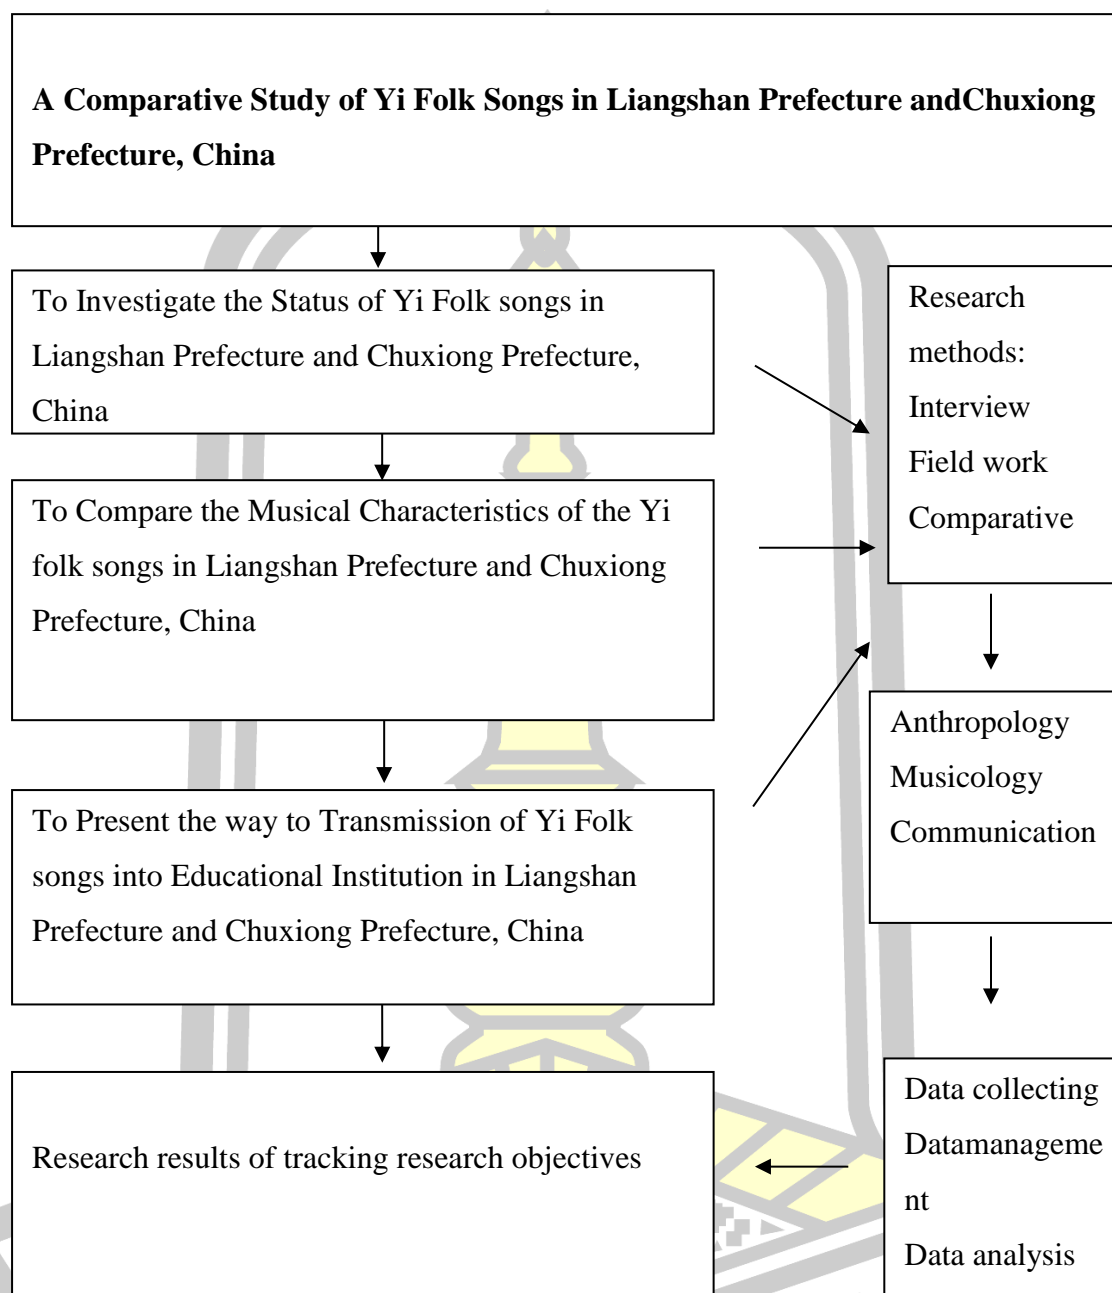 A Comparative Study of Yi Folk Songs in Liangshan Prefecture andChuxiong
Prefecture, China
To Investigate the Status of Yi Folk songs in
Liangshan Prefecture and Chuxiong Prefecture,
China
To Compare the Musical Characteristics of the Yi
folk songs in Liangshan Prefecture and Chuxiong
Prefecture, China
To Present the way to Transmission of Yi Folk
songs into Educational Institution in Liangshan
Prefecture and Chuxiong Prefecture, China
Research results of tracking research objectives
Research
methods:
Interview
Field work
Comparative
Anthropology
Musicology
Communication
Data collecting
Datamanageme
nt
Data analysis